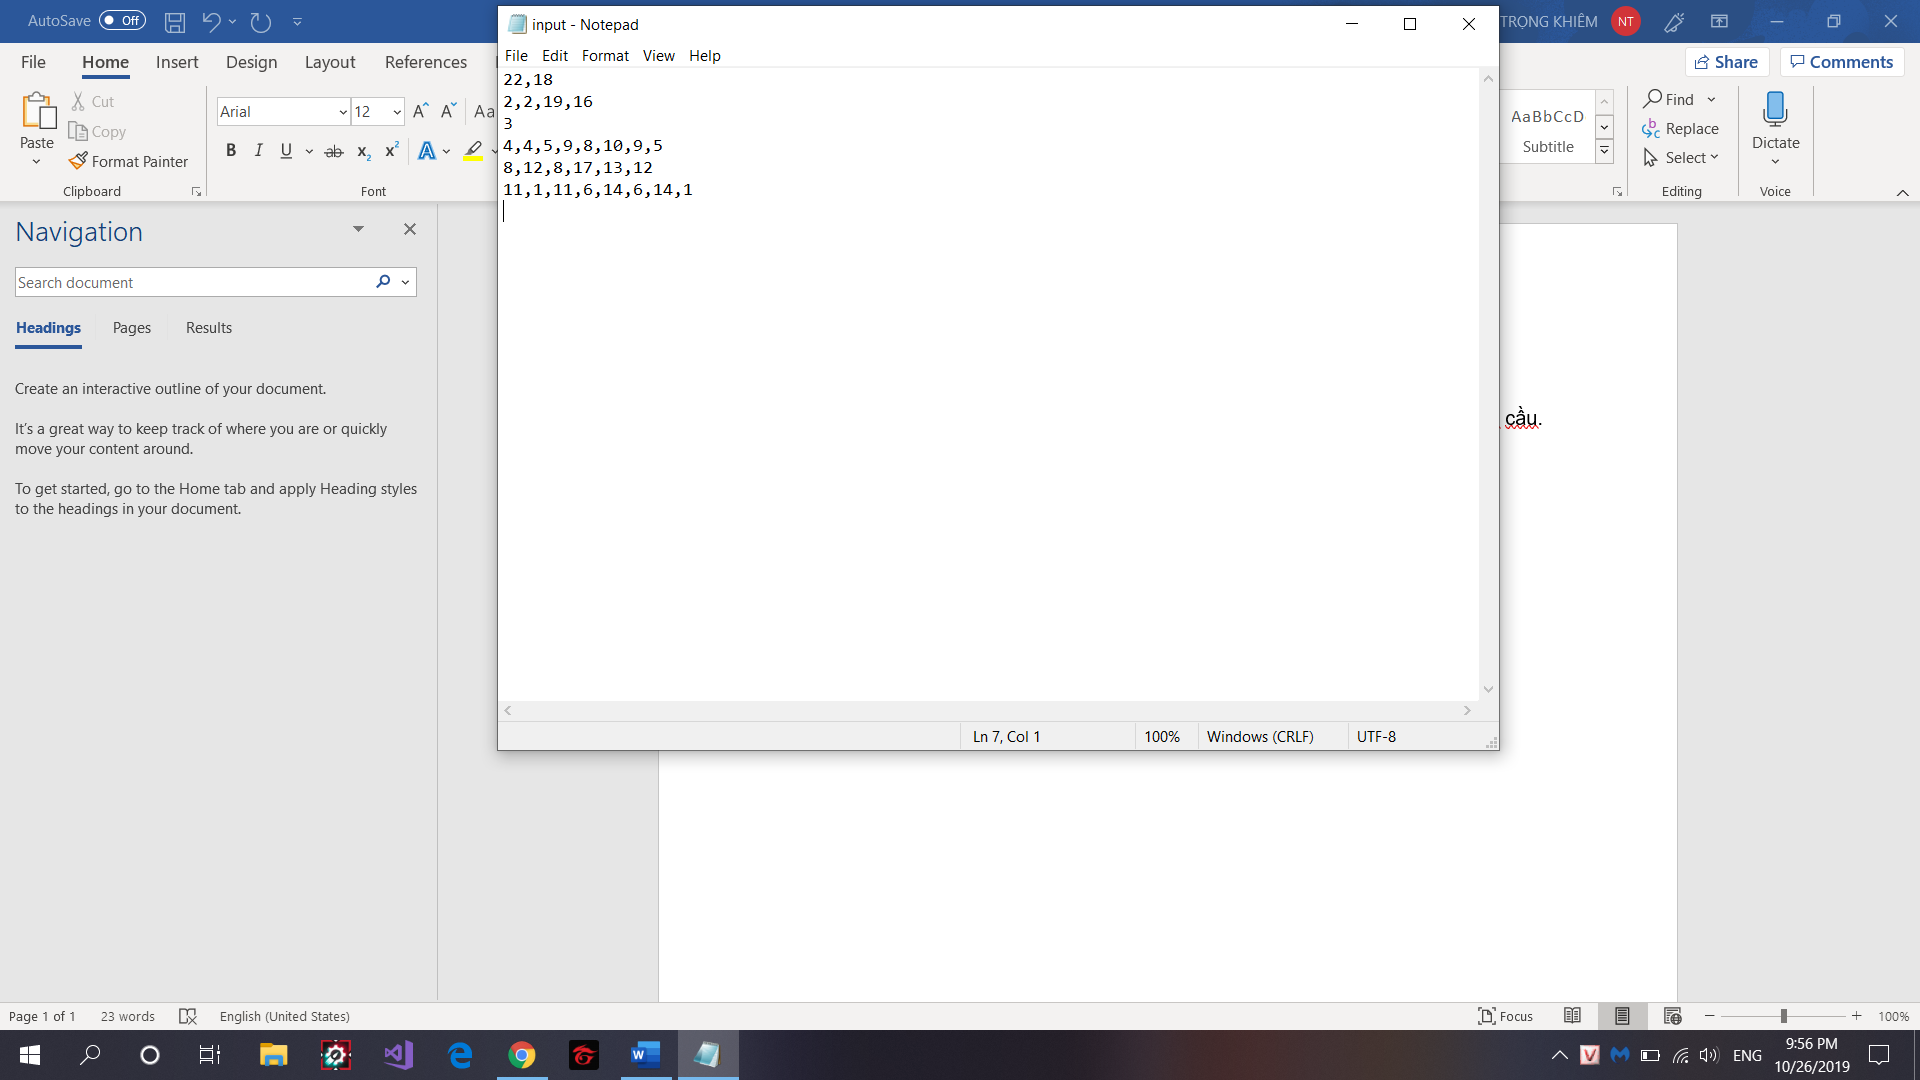 AutoSave Off
input - Notepad
TRỌNG KHIÊM NT
File Edit Format View Help
File Home Insert Design Layout References
Share Comments
22,18
2,2,19,16
3
4,4,5,9,8,10,9,5
8,12,8,17,13,12
11,1,11,6,14,6,14,1
Paste
Cut
Copy
Format Painter
Clipboard
Arial 12
Aa
B I U ab x2 x2 A
Font
AaBbCcD
Subtitle
Find
Replace
Select
Editing
Dictate
Voice
Navigation
Search document
Headings Pages Results
Create an interactive outline of your document.
It's a great way to keep track of where you are or quickly
move your content around.
To get started, go to the Home tab and apply Heading styles
to the headings in your document.
cầu.
Ln 7, Col 1 100% Windows (CRLF) UTF-8
Page 1 of 1 23 words English (United States)
Focus 100%
ENG
9:56 PM
10/26/2019